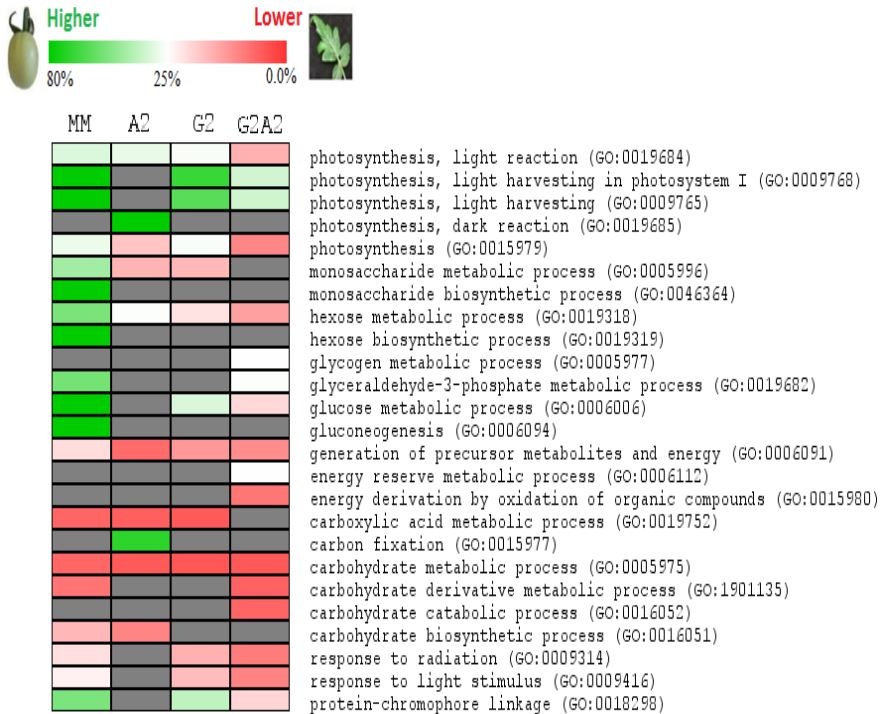 Higher Lower
80% 25% 0.0%
MM A2 G2 G2A2
photosynthesis, light reaction (GO:0019684)
photosynthesis, light harvesting in photosystem I (GO:0009768)
photosynthesis, light harvesting (GO:0009765)
photosynthesis, dark reaction (GO:0019685)
photosynthesis (GO:0015979)
monosaccharide metabolic process (GO:0005996)
monosaccharide biosynthetic process (GO:0046364)
hexose metabolic process (GO:0019318)
hexose biosynthetic process (GO:0019319)
glycogen metabolic process (GO:0005977)
glyceraldehyde-3-phosphate metabolic process (GO:0019682)
glucose metabolic process (GO:0006006)
gluconeogenesis (GO:0006094)
generation of precursor metabolites and energy (GO:0006091)
energy reserve metabolic process (GO:0006112)
energy derivation by oxidation of organic compounds (GO:0015980)
carboxylic acid metabolic process (GO:0019752)
carbon fixation (GO:0015977)
carbohydrate metabolic process (GO:0005975)
carbohydrate derivative metabolic process (GO:1901135)
carbohydrate catabolic process (GO:0016052)
carbohydrate biosynthetic process (GO:0016051)
response to radiation (GO:0009314)
response to light stimulus (GO:0009416)
protein-chromophore linkage (GO:0018298)